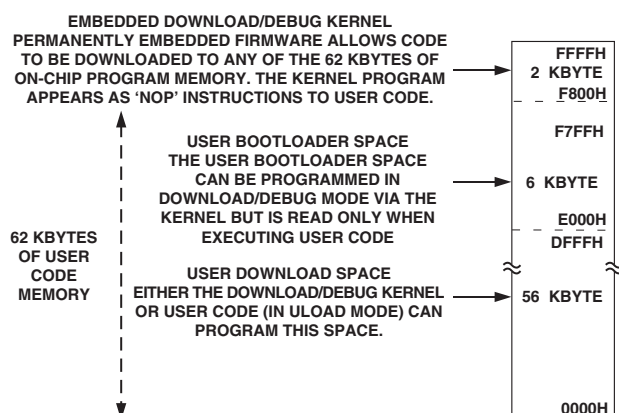 EMBEDDED DOWNLOAD/DEBUG KERNEL
PERMANENTLY EMBEDDED FIRMWARE ALLOWS CODE
TO BE DOWNLOADED TO ANY OF THE 62 KBYTES OF
ON-CHIP PROGRAM MEMORY. THE KERNEL PROGRAM
APPEARS AS 'NOP' INSTRUCTIONS TO USER CODE.
FFFFH
2 KBYTE
F800H
USER BOOTLOADER SPACE
THE USER BOOTLOADER SPACE
CAN BE PROGRAMMED IN
DOWNLOAD/DEBUG MODE VIA THE
KERNEL BUT IS READ ONLY WHEN
EXECUTING USER CODE
F7FFH
6 KBYTE
E000H
62 KBYTES
OF USER
CODE
MEMORY
USER DOWNLOAD SPACE
EITHER THE DOWNLOAD/DEBUG KERNEL
OR USER CODE (IN ULOAD MODE) CAN
PROGRAM THIS SPACE.
DFFFH
56 KBYTE
0000H